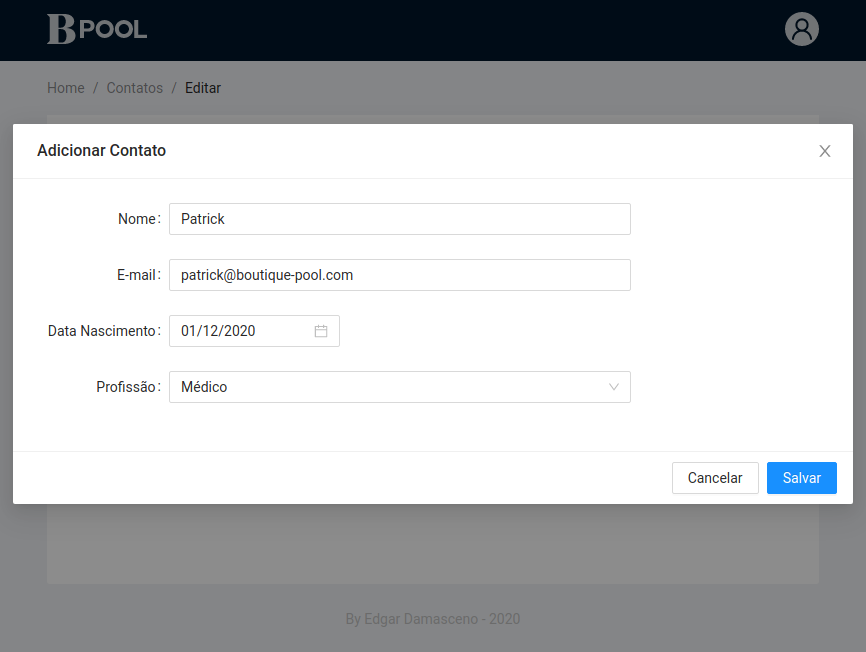 BPOOL
Home / Contatos / Editar
Adicionar Contato
Nome: Patrick
E-mail: patrick@boutique-pool.com
Data Nascimento: 01/12/2020
Profissão: Médico
Cancelar Salvar
By Edgar Damasceno - 2020